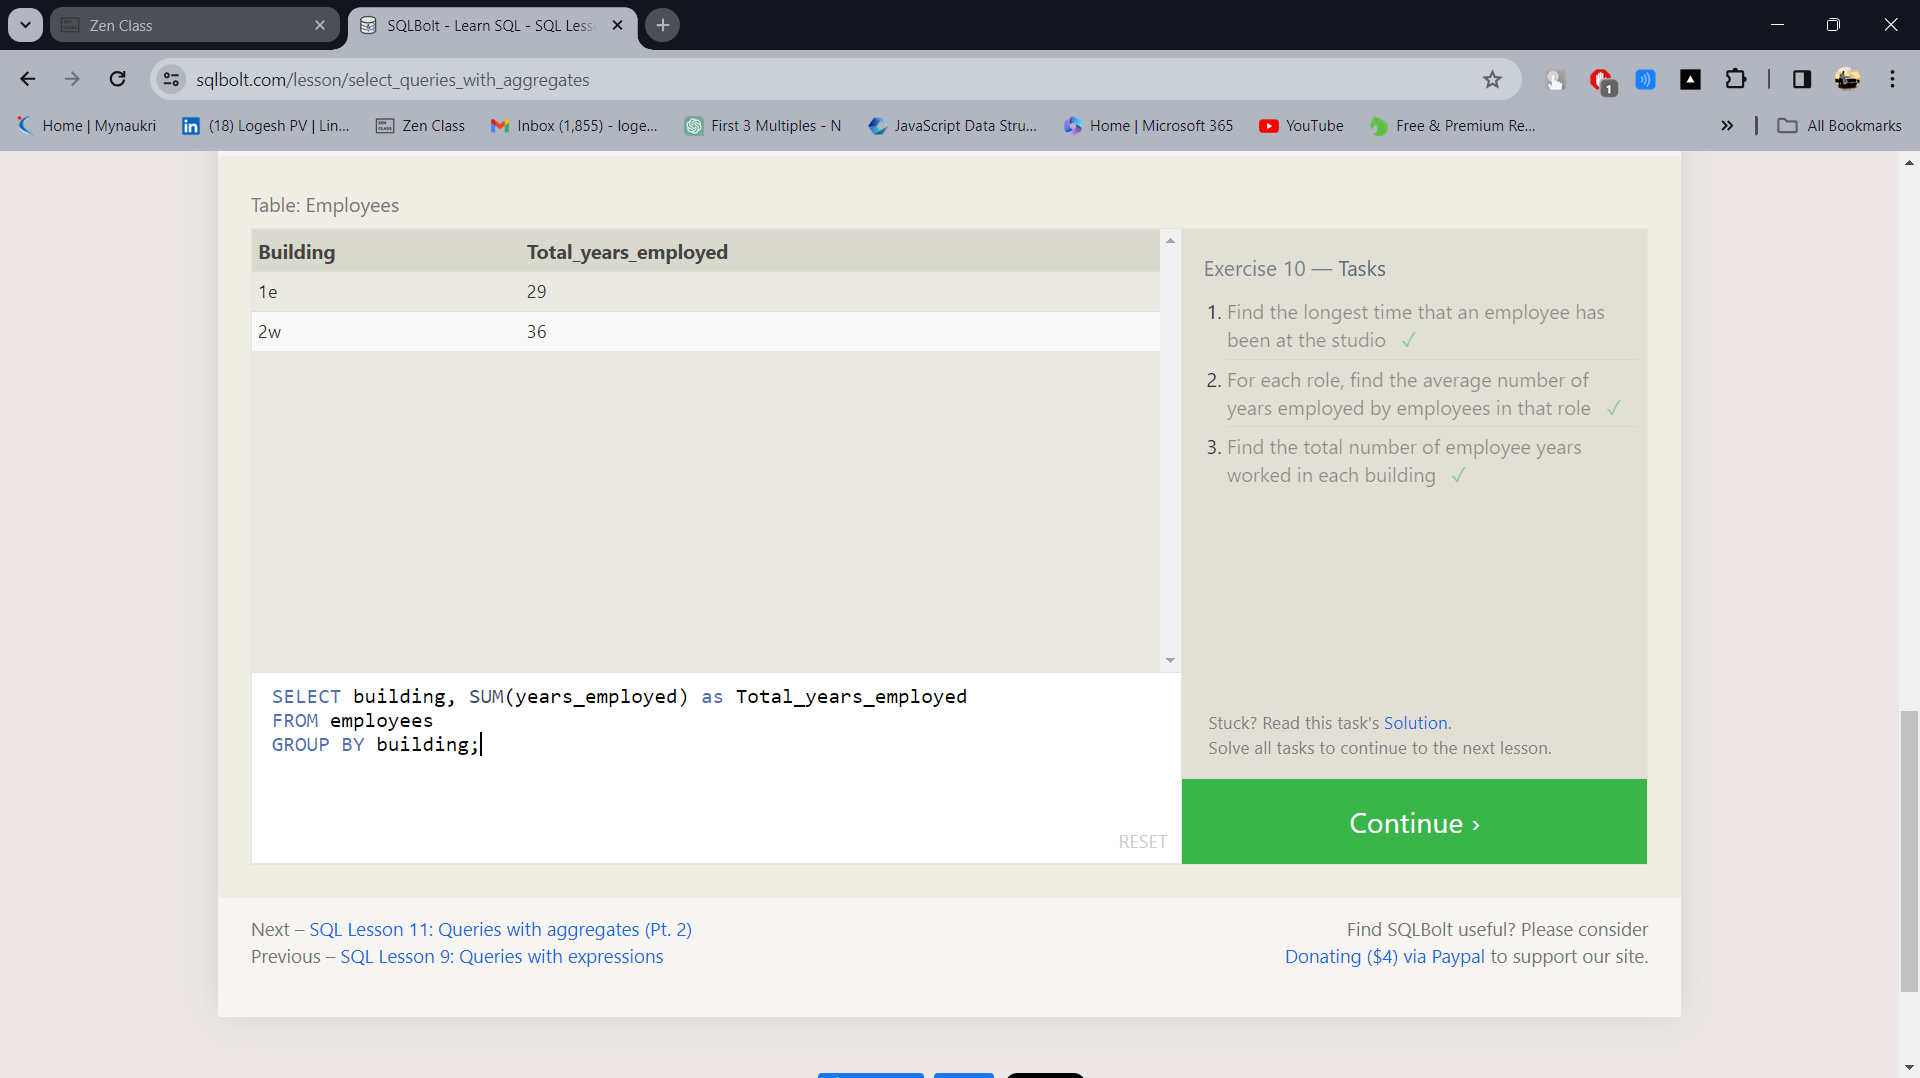 Zen Class
SQLBolt - Learn SQL - SQL Less
sqlbolt.com/lesson/select_queries_with_aggregates
1
Home | Mynaukri
(18) Logesh PV | Lin...
Zen Class
Inbox (1,855) - loge...
First 3 Multiples - N
JavaScript Data Stru...
Home | Microsoft 365
YouTube
Free & Premium Re...
All Bookmarks
Table: Employees
Building Total_years_employed
1e 29
2w 36
SELECT building, SUM(years_employed) as Total_years_employed
FROM employees
GROUP BY building;
RESET
Exercise 10 — Tasks
1. Find the longest time that an employee has
been at the studio ✓
2. For each role, find the average number of
years employed by employees in that role ✓
3. Find the total number of employee years
worked in each building ✓
Stuck? Read this task's Solution.
Solve all tasks to continue to the next lesson.
Continue ›
Next – SQL Lesson 11: Queries with aggregates (Pt. 2)
Previous – SQL Lesson 9: Queries with expressions
Find SQLBolt useful? Please consider
Donating ($4) via Paypal to support our site.